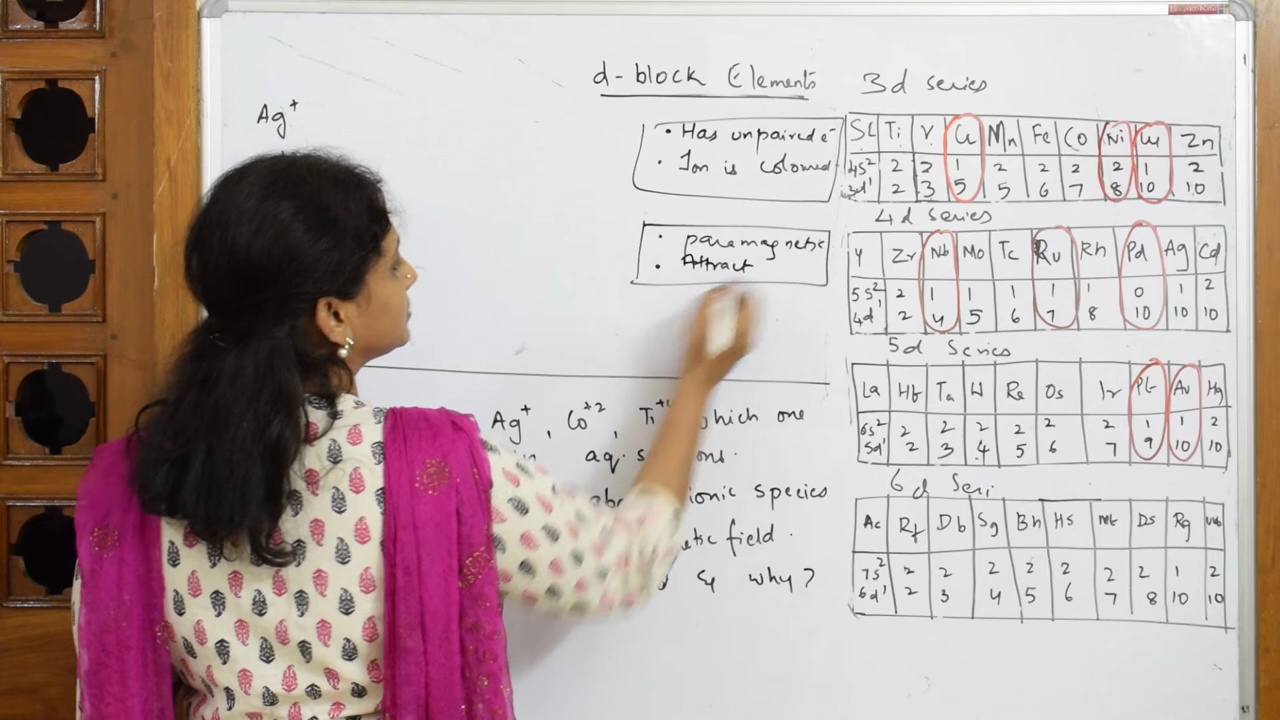 d-block Elements
Ag+
• Has unpaired e-
• Ion is coloured
• paramagnetic
• Attract
Ag+, Co+2, Ti which one
aq. s ons.
ionic species
etic field.
& why?
3d series
Sc Ti V Cr Mn Fe Co Ni Cu Zn
4s2 2 2 1 2 2 2 2 1 2
3d1 2 3 5 5 6 7 8 10 10
4d series
Y Zr Nb Mo Tc Ru Rh Pd Ag Cd
5s2 2 1 1 1 1 1 0 1 2
4d1 2 4 5 6 7 8 10 10 10
5d Series
La Hf Ta W Re Os Ir Pt Au Hg
6s2 2 2 2 2 2 2 1 1 2
5d1 2 3 4 5 6 7 9 10 10
6d Seri
Ac Rf Db Sg Bh Hs Mt Ds Rg Uub
7s2 2 2 2 2 2 2 2 1 2
6d1 2 3 4 5 6 7 8 10 10